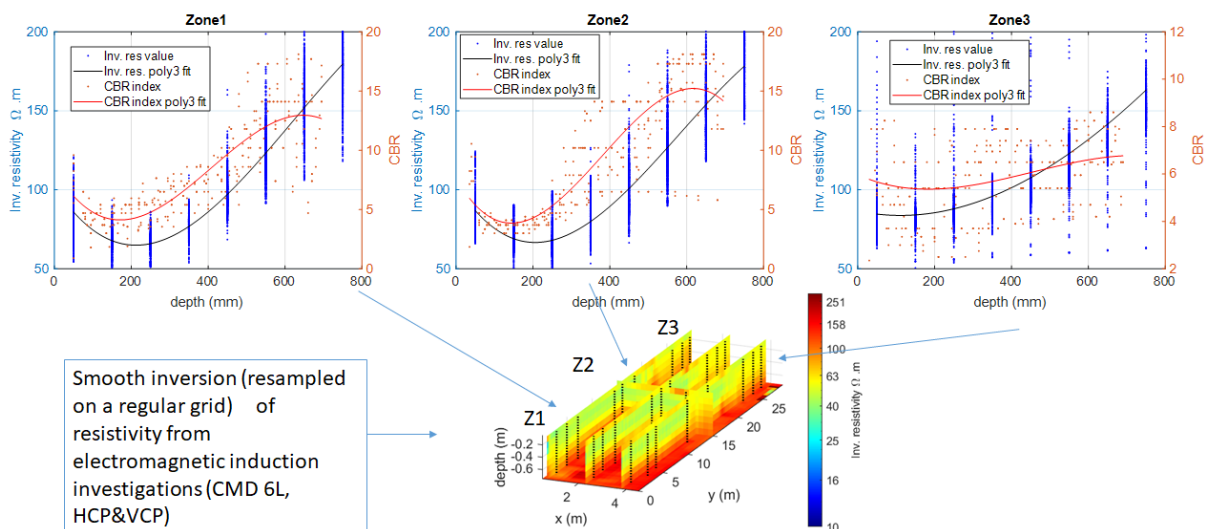 Zone1
200
150
100
50
20
15
10
5
0
Inv. res value
Inv. res. poly3 fit
CBR index
CBR index poly3 fit
Inv. resistivity Ω .m
CBR
0 200 400 600 800
depth (mm)
Zone2
200
150
100
50
20
15
10
5
0
Inv. res value
Inv. res. poly3 fit
CBR index
CBR index poly3 fit
Inv. resistivity Ω .m
CBR
0 200 400 600 800
depth (mm)
Zone3
200
150
100
50
12
10
8
6
4
2
Inv. res value
Inv. res. poly3 fit
CBR index
CBR index poly3 fit
Inv. resistivity Ω .m
CBR
0 200 400 600 800
depth (mm)
Smooth inversion (resampled
on a regular grid) of
resistivity from
electromagnetic induction
investigations (CMD 6L,
HCP&VCP)
Z1
Z2
Z3
-0.2
-0.4
-0.6
depth (m)
2 4
x (m)
0 5 10 15 20 25
y (m)
251
158
100
63
40
25
16
10
Inv. resistivity Ω .m